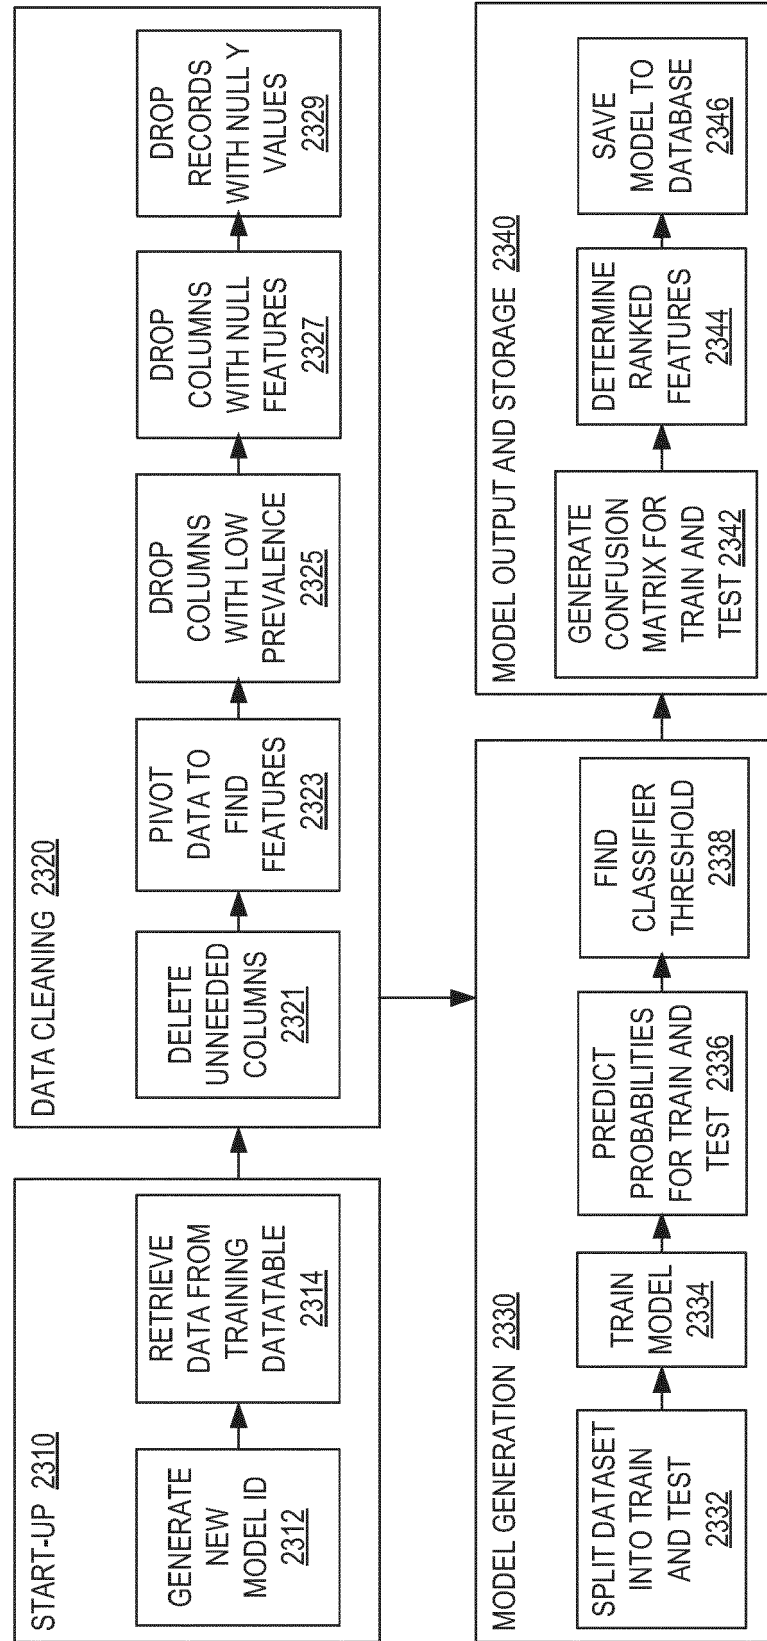 START-UP 2310
GENERATE
NEW
MODEL ID
2312
RETRIEVE
DATA FROM
TRAINING
DATATABLE
2314
DATA CLEANING 2320
DELETE
UNNEEDED
COLUMNS
2321
PIVOT
DATA TO
FIND
FEATURES
2323
DROP
COLUMNS
WITH LOW
PREVALENCE
2325
DROP
COLUMNS
WITH NULL
FEATURES
2327
DROP
RECORDS
WITH NULL Y
VALUES
2329
MODEL GENERATION 2330
SPLIT DATASET
INTO TRAIN
AND TEST
2332
TRAIN
MODEL
2334
PREDICT
PROBABILITIES
FOR TRAIN AND
TEST 2336
FIND
CLASSIFIER
THRESHOLD
2338
MODEL OUTPUT AND STORAGE 2340
GENERATE
CONFUSION
MATRIX FOR
TRAIN AND
TEST 2342
DETERMINE
RANKED
FEATURES
2344
SAVE
MODEL TO
DATABASE
2346